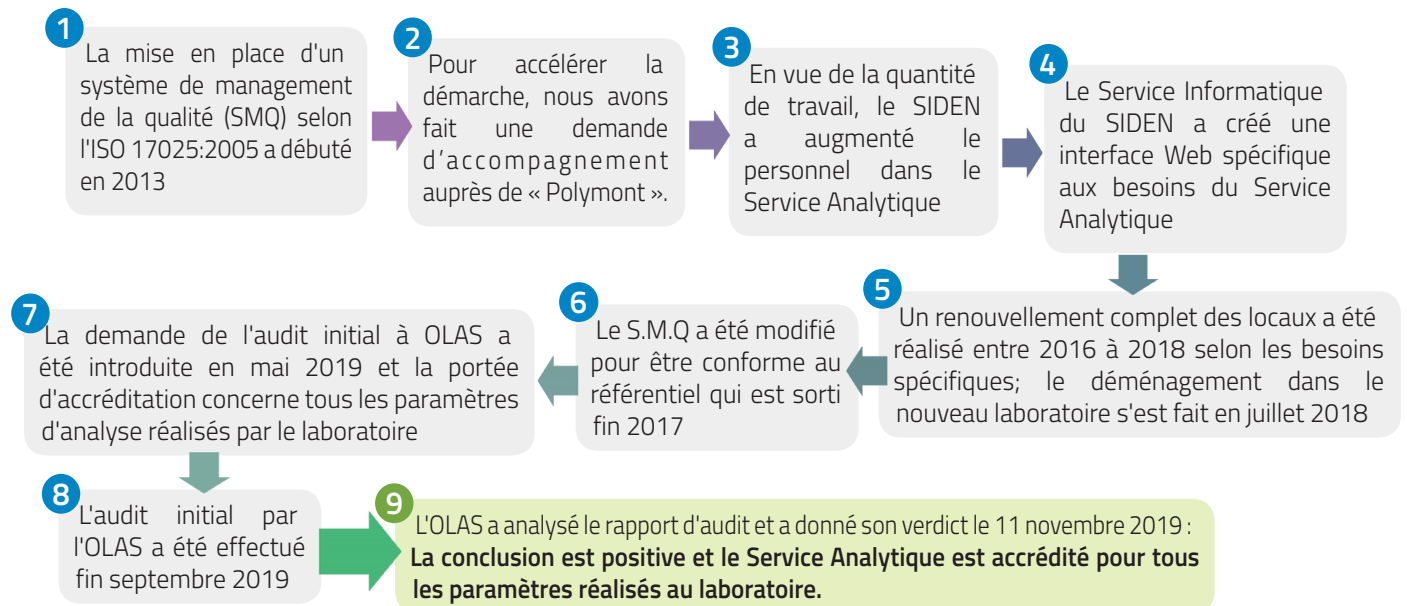 1
La mise en place d'un
système de management
de la qualité (SMQ) selon
l'ISO 17025:2005 a débuté
en 2013
2
Pour accélérer la
démarche, nous avons
fait une demande
d'accompagnement
auprès de « Polymont ».
3
En vue de la quantité
de travail, le SIDEN
a augmenté le
personnel dans le
Service Analytique
4
Le Service Informatique
du SIDEN a créé une
interface Web spécifique
aux besoins du Service
Analytique
5
Un renouvellement complet des locaux a été
réalisé entre 2016 à 2018 selon les besoins
spécifiques; le déménagement dans le
nouveau laboratoire s'est fait en juillet 2018
6
Le S.M.Q a été modifié
pour être conforme au
référentiel qui est sorti
fin 2017
7
La demande de l'audit initial à OLAS a
été introduite en mai 2019 et la portée
d'accréditation concerne tous les paramètres
d'analyse réalisés par le laboratoire
8
L'audit initial par
l'OLAS a été effectué
fin septembre 2019
9
L'OLAS a analysé le rapport d'audit et a donné son verdict le 11 novembre 2019 :
La conclusion est positive et le Service Analytique est accrédité pour tous
les paramètres réalisés au laboratoire.